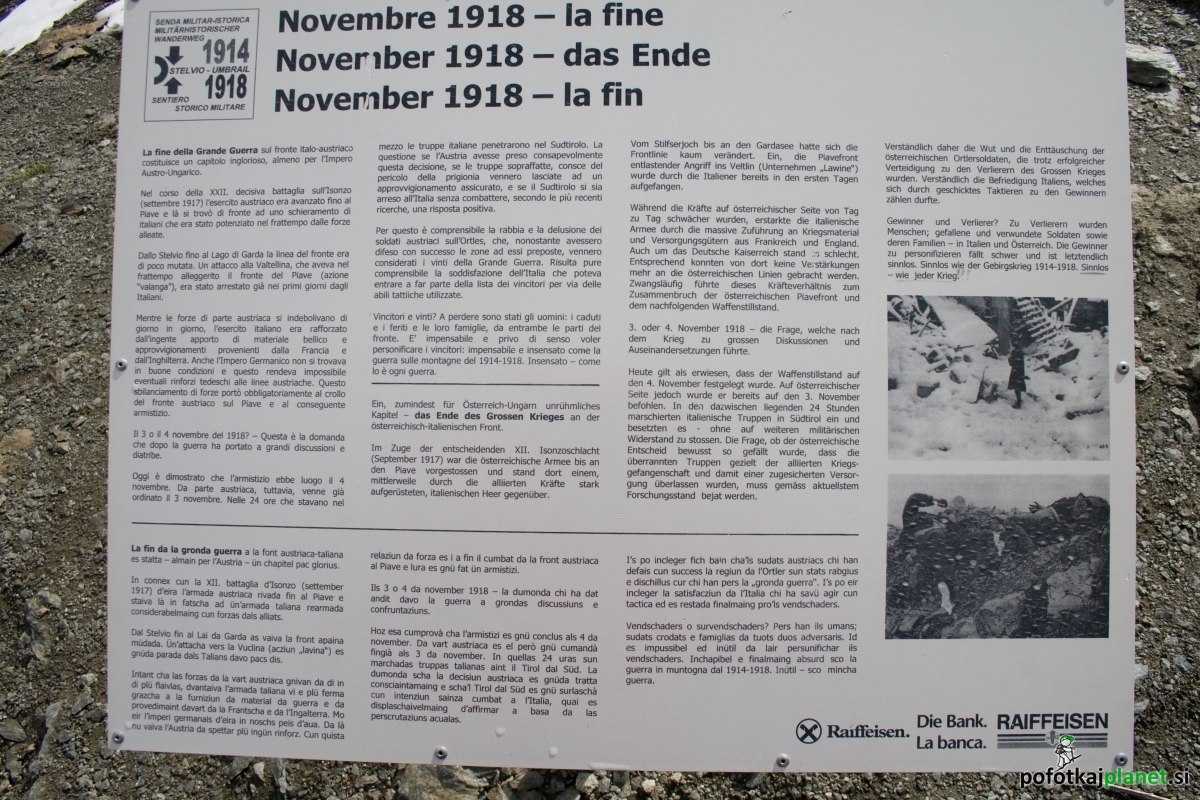 SENDA MILITAR-ISTORICA
MILITÄRHISTORISCHER
WANDERWEG
1914
STELVIO - UMBRAIL
1918
SENTIERO
STORICO MILITARE
Novembre 1918 – la fine
November 1918 – das Ende
November 1918 – la fin
La fine della Grande Guerra sul fronte italo-austriaco
costituisce un capitolo inglorioso, almeno per l'Impero
Austro-Ungarico.
Nel corso della XXII. decisiva battaglia sull'Isonzo
(settembre 1917) l'esercito austriaco era avanzato fino al
Piave e là si trovò di fronte ad uno schieramento di
italiani che era stato potenziato nel frattempo dalle forze
alleate.
Dallo Stelvio fino al Lago di Garda la linea del fronte era
di poco mutata. Un attacco alla Valtellina, che aveva nel
frattempo alleggerito il fronte del Piave (azione
"valanga"), era stato arrestato già nei primi giorni dagli
Italiani.
Mentre le forze di parte austriaca si indebolivano di
giorno in giorno, l'esercito italiano era rafforzato
dall'ingente apporto di materiale bellico e
approvvigionamenti provenienti dalla Francia e
dall'Inghilterra. Anche l'Impero Germanico non si trovava
in buone condizioni e questo rendeva impossibile
eventuali rinforzi tedeschi alle linee austriache. Questo
sbilanciamento di forze portò obbligatoriamente al crollo
del fronte austriaco sul Piave e al conseguente
armistizio.
Il 3 o il 4 novembre del 1918? – Questa è la domanda
che dopo la guerra ha portato a grandi discussioni e
diatribe.
Oggi è dimostrato che l'armistizio ebbe luogo il 4
novembre. Da parte austriaca, tuttavia, venne già
ordinato il 3 novembre. Nelle 24 ore che stavano nel
mezzo le truppe italiane penetrarono nel Sudtirolo. La
questione se l'Austria avesse preso consapevolmente
questa decisione, se le truppe sopraffatte, consce del
pericolo della prigionia vennero lasciate ad un
approvvigionamento assicurato, e se il Sudtirolo si sia
arreso all'Italia senza combattere, secondo le più recenti
ricerche, una risposta positiva.
Per questo è comprensibile la rabbia e la delusione dei
soldati austriaci sull'Ortles, che, nonostante avessero
difeso con successo le zone ad essi preposte, vennero
considerati i vinti della Grande Guerra. Risulta pure
comprensibile la soddisfazione dell'Italia che poteva
entrare a far parte della lista dei vincitori per via delle
abili tattiche utilizzate.
Vincitori e vinti? A perdere sono stati gli uomini: i caduti
e i feriti e le loro famiglie, da entrambe le parti del
fronte. E' impensabile e privo di senso voler
personificare i vincitori: impensabile e insensato come la
guerra sulle montagne del 1914-1918. Insensato – come
lo è ogni guerra.
Ein, zumindest für Österreich-Ungarn unrühmliches
Kapitel – das Ende des Grossen Krieges an der
österreichisch-italienischen Front.
Im Zuge der entscheidenden XII. Isonzoschlacht
(September 1917) war die österreichische Armee bis an
den Piave vorgestossen und stand dort einem,
mittlerweile durch die alliierten Kräfte stark
aufgerüsteten, italienischen Heer gegenüber.
Vom Stilfserjoch bis an den Gardasee hatte sich die
Frontlinie kaum verändert. Ein, die Piavefront
entlastender Angriff ins Veltlin (Unternehmen „Lawine")
wurde durch die Italiener bereits in den ersten Tagen
aufgefangen.
Während die Kräfte auf österreichischer Seite von Tag
zu Tag schwächer wurden, erstarkte die italienische
Armee durch die massive Zuführung an Kriegsmaterial
und Versorgungsgütern aus Frankreich und England.
Auch um das Deutsche Kaiserreich stand es schlecht.
Entsprechend konnten von dort keine Verstärkungen
mehr an die österreichischen Linien gebracht werden.
Zwangsläufig führte dieses Kräfteverhältnis zum
Zusammenbruch der österreichischen Piavefront und
dem nachfolgenden Waffenstillstand.
3. oder 4. November 1918 – die Frage, welche nach
dem Krieg zu grossen Diskussionen und
Auseinandersetzungen führte.
Heute gilt als erwiesen, dass der Waffenstillstand auf
den 4. November festgelegt wurde. Auf österreichischer
Seite jedoch wurde er bereits auf den 3. November
befohlen. In den dazwischen liegenden 24 Stunden
marschierten italienische Truppen in Südtirol ein und
besetzten es - ohne auf weiteren militärischen
Widerstand zu stossen. Die Frage, ob der österreichische
Entscheid bewusst so gefällt wurde, dass die
überrannten Truppen gezielt der alliierten Kriegs-
gefangenschaft und damit einer zugesicherten Versor-
gung überlassen wurden, muss gemäss aktuellstem
Forschungsstand bejat werden.
Verständlich daher die Wut und die Enttäuschung der
österreichischen Ortlersoldaten, die trotz erfolgreicher
Verteidigung zu den Verlierern des Grossen Krieges
wurden. Verständlich die Befriedigung Italiens, welches
sich durch geschicktes Taktieren zu den Gewinnern
zählen durfte.
Gewinner und Verlierer? Zu Verlierern wurden
Menschen; gefallene und verwundete Soldaten sowie
deren Familien – in Italien und Österreich. Die Gewinner
zu personifizieren fällt schwer und ist letztendlich
sinnlos. Sinnlos wie der Gebirgskrieg 1914-1918. Sinnlos
– wie jeder Krieg!!!
La fin da la gronda guerra a la font austriaca-taliana
es statta – almain per l'Austria – ün chapitel pac glorius.
In connex cun la XII. battaglia d'Isonzo (settember
1917) d'eira l'armada austriaca rivada fin al Piave e
staiva là in fatscha ad ün'armada taliana rearmada
considerabelmaing cun forzas dals alliats.
Dal Stelvio fin al Lai da Garda as vaiva la front apaina
müdada. Ün'attacha vers la Vuclina (acziun „lavina") es
gnüda parada dals Talians davo pacs dis.
Intant cha las forzas da la vart austriaca gnivan da di in
di plü flaivlas, dvantaiva l'armada taliana vi e plü ferma
grazcha a la furniziun da material da guerra e da
provedimaint davart da la Frantscha e da l'Ingalterra. Mo
eir l'imperi germanais d'eira in noschs peis d'aua. Da là
nu vaiva l'Austria da spettar plü ingün rinforz. Cun quista
relaziun da forza es i a fin il cumbat da la front austriaca
al Piave e lura es gnü fat ün armistizi.
Ils 3 o 4 da november 1918 – la dumonda chi ha dat
andit davo la guerra a grondas discussiuns e
confruntaziuns.
Hoz esa cumprovà cha l'armistizi es gnü conclus als 4 da
november. Da vart austriaca es el però gnü cumandà
fingià als 3 da november. In quellas 24 uras sun
marchadas truppas talianas aint il Tirol dal Süd. La
dumonda scha la decisiun austriaca es gnüda tratta
consciaintamaing e scha'l Tirol dal Süd es gnü surlaschà
cun intenziun sainza cumbat a l'Italia, quai es
displaschaivelmaing d'affirmar a basa da las
perscrutaziuns acualas.
I's po incleger fich bain cha'ls sudats austriacs chi han
defais cun success la regiun da l'Ortler sun stats rabgius
e dischillus cur chi han pers la „gronda guerra". I's po eir
incleger la satisfacziun da l'Italia chi ha savü agir cun
tactica ed es restada finalmaing pro'ls vendschaders.
Vendschaders o survendschaders? Pers han ils umans;
sudats crodats e famiglias da tuots duos adversaris. Id
es impussibel ed inütil da lair persunifichar ils
vendschaders. Inchapibel e finalmaing absurd sco la
guerra in muntogna dal 1914-1918. Inütil – sco mincha
guerra.
Raiffeisen. Die Bank.
La banca.
RAIFFEISEN
pofotkajplanet.si